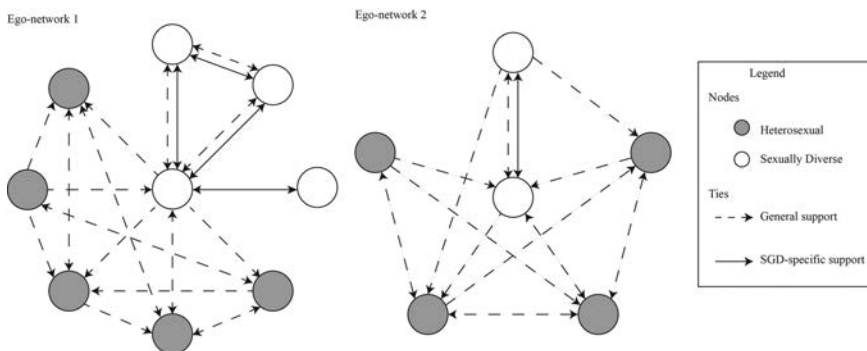 Ego-network 1
Ego-network 2
Legend
Nodes
Heterosexual
Sexually Diverse
Ties
General support
SGD-specific support